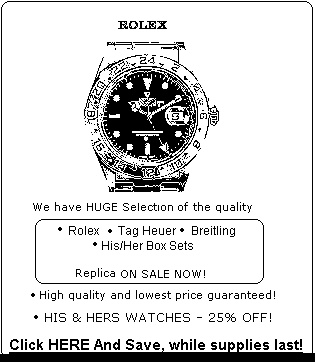 ROLEX
We have HUGE Selection of the quality
• Rolex • Tag Heuer • Breitling
• His/Her Box Sets
Replica ON SALE NOW!
• High quality and lowest price guaranteed!
• HIS & HERS WATCHES - 25% OFF!
Click HERE And Save, while supplies last!